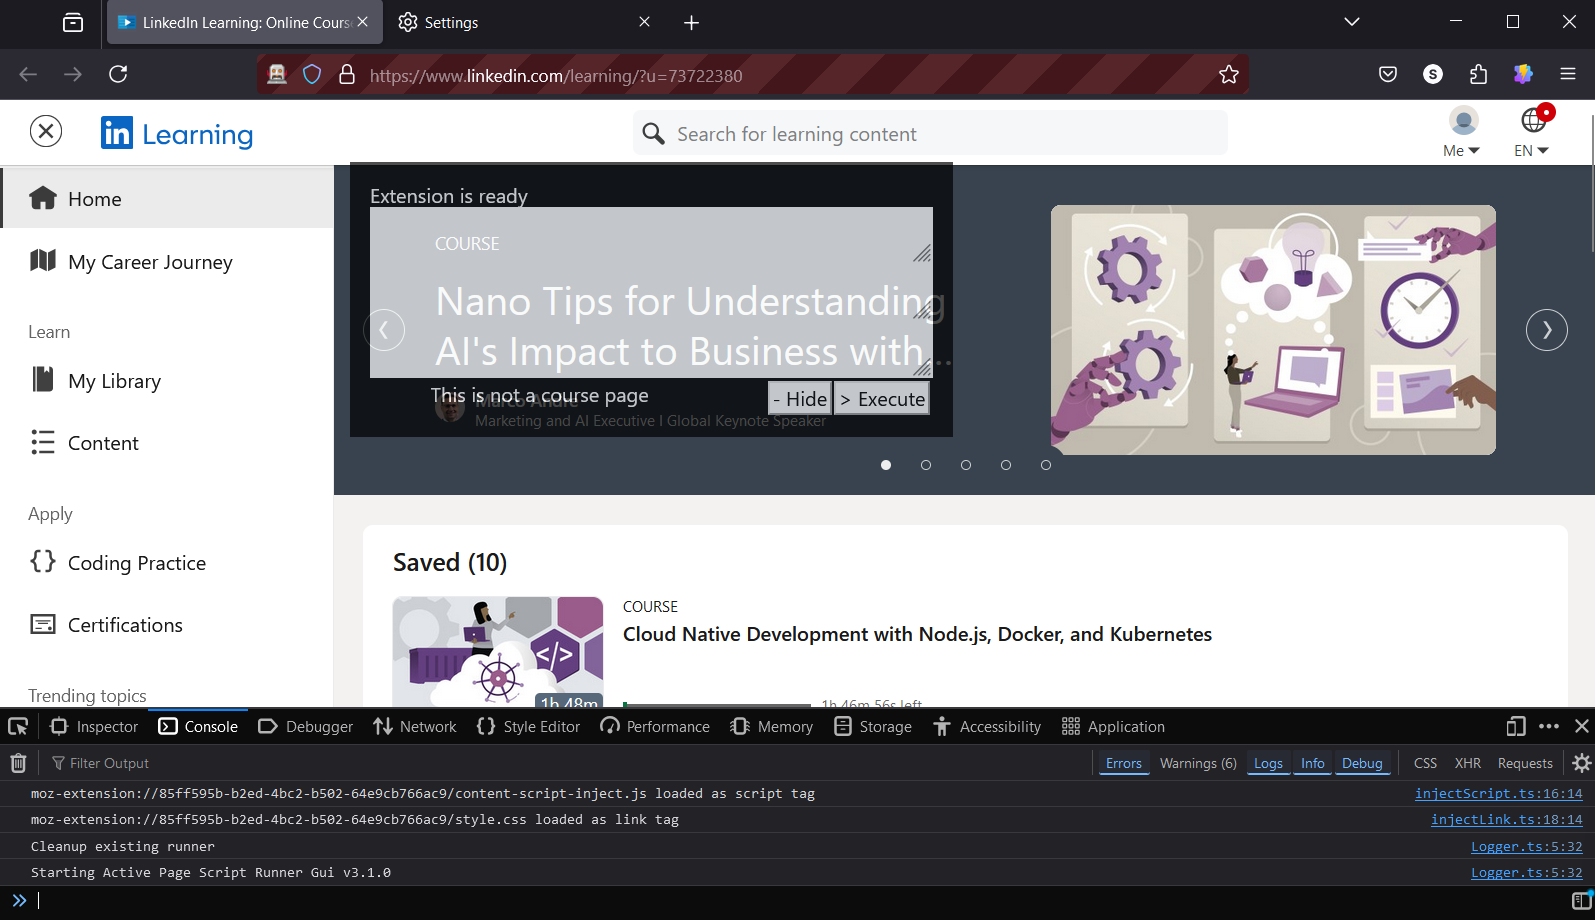 LinkedIn Learning: Online Cours
Settings
https://www.linkedin.com/learning/?u=73722380
S
in Learning
Search for learning content
Me
EN
Home
My Career Journey
Learn
My Library
Content
Apply
Coding Practice
Certifications
Trending topics
Extension is ready
COURSE
Nano Tips for Understanding
AI's Impact to Business with...
This is not a course page
- Hide
> Execute
Marco Andre
Marketing and AI Executive I Global Keynote Speaker
Saved (10)
1h 48m
COURSE
Cloud Native Development with Node.js, Docker, and Kubernetes
1h 46m 56s left
Inspector
Console
Debugger
Network
Style Editor
Performance
Memory
Storage
Accessibility
Application
Filter Output
Errors
Warnings (6)
Logs
Info
Debug
CSS
XHR
Requests
moz-extension://85ff595b-b2ed-4bc2-b502-64e9cb766ac9/content-script-inject.js loaded as script tag
injectScript.ts:16:14
moz-extension://85ff595b-b2ed-4bc2-b502-64e9cb766ac9/style.css loaded as link tag
injectLink.ts:18:14
Cleanup existing runner
Logger.ts:5:32
Starting Active Page Script Runner Gui v3.1.0
Logger.ts:5:32